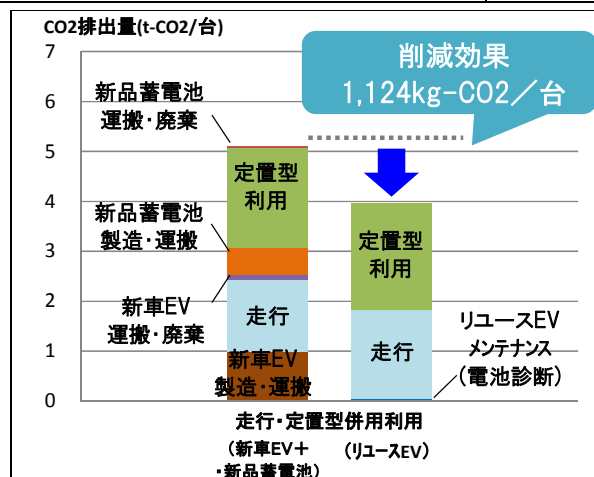 CO2排出量(t-CO2/台)
7
6
5
4
3
2
1
0
削減効果
1,124kg-CO2/台
新品蓄電池
運搬・廃棄
定置型
利用
新品蓄電池
製造・運搬
新車EV
運搬・廃棄
走行
新車EV
製造・運搬
定置型
利用
走行
リユースEV
メンテナンス
(電池診断)
走行・定置型併用利用
(新車EV+
・新品蓄電池)
(リユースEV)